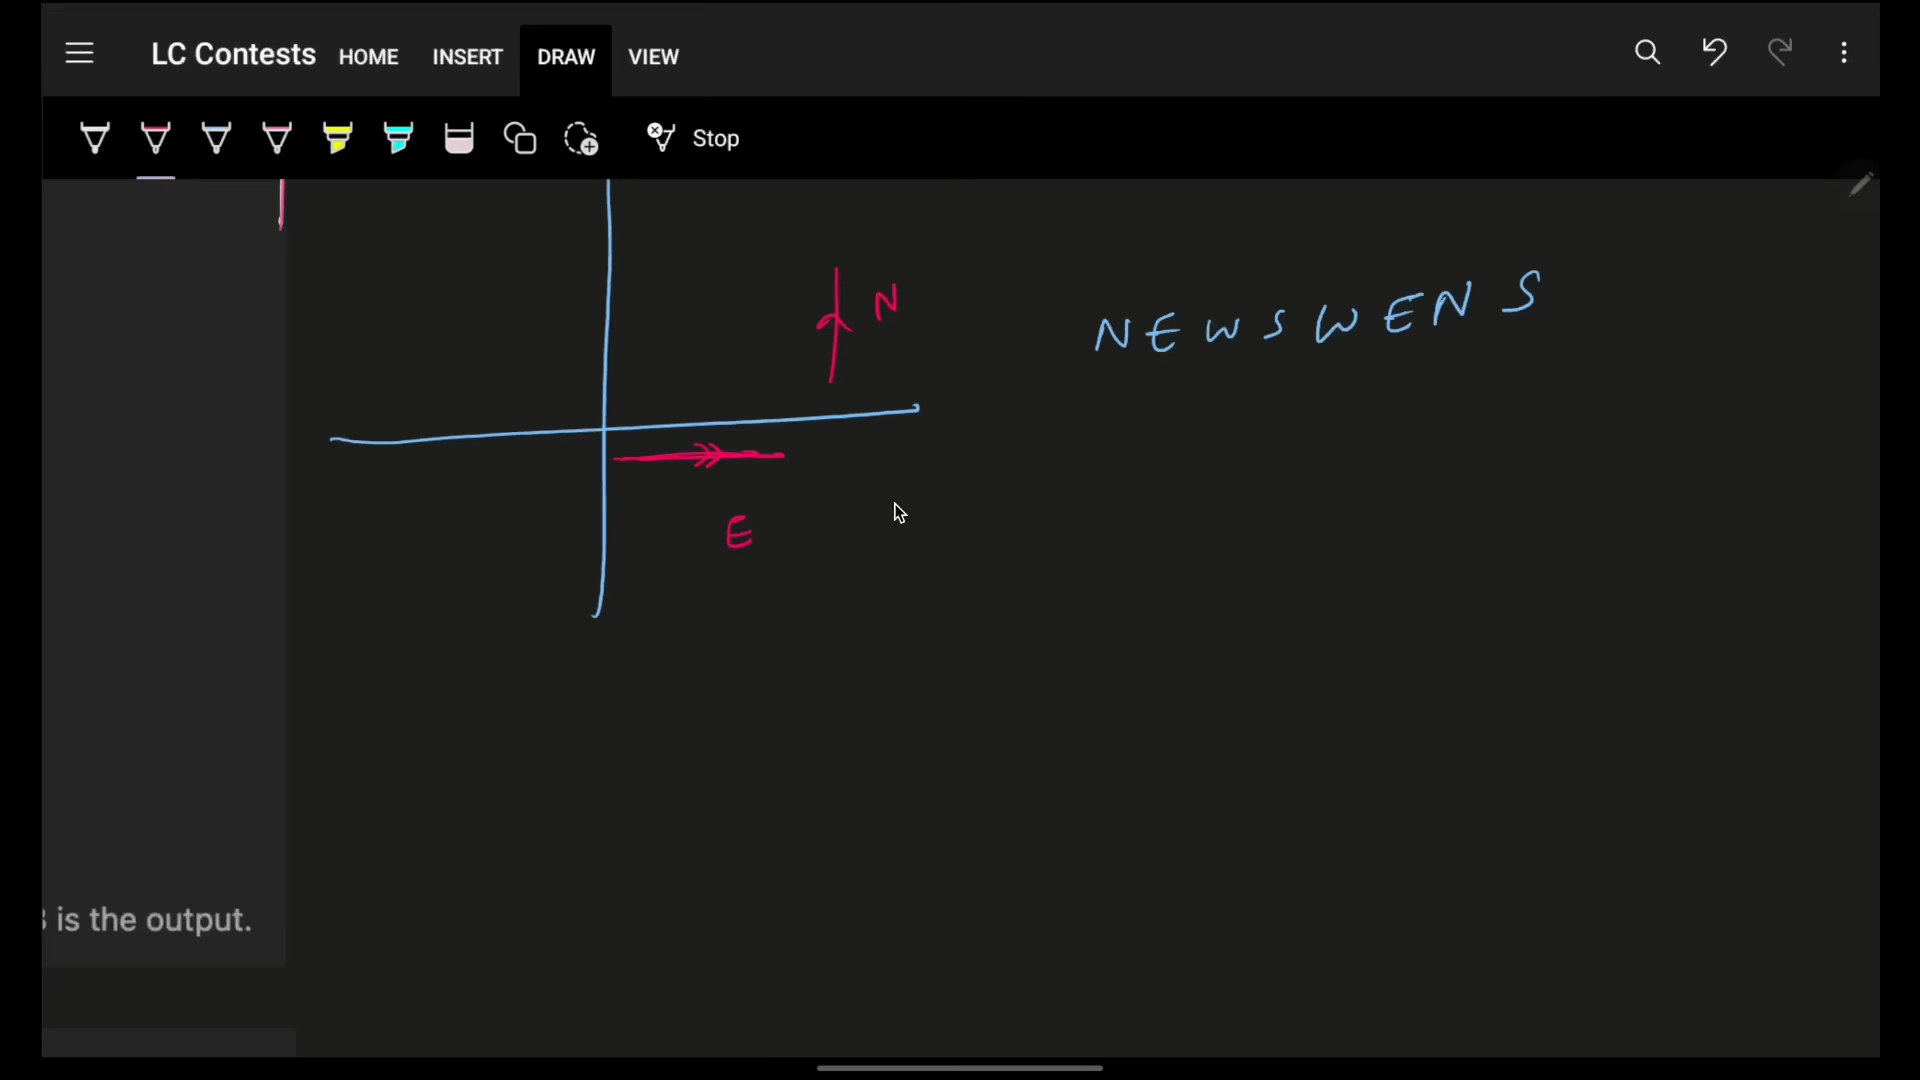 LC Contests HOME INSERT DRAW VIEW
Stop
N
N E W S W E N S
E
is the output.